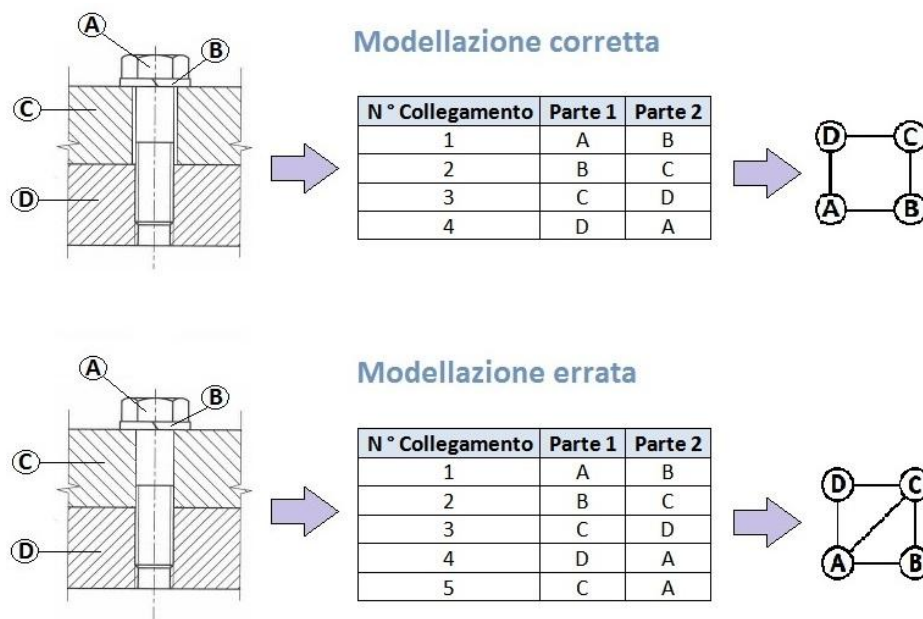 A
B
C
D
Modellazione corretta
N ° Collegamento Parte 1 Parte 2
1 A B
2 B C
3 C D
4 D A
D C
A B
A
B
C
D
Modellazione errata
N ° Collegamento Parte 1 Parte 2
1 A B
2 B C
3 C D
4 D A
5 C A
D C
A B